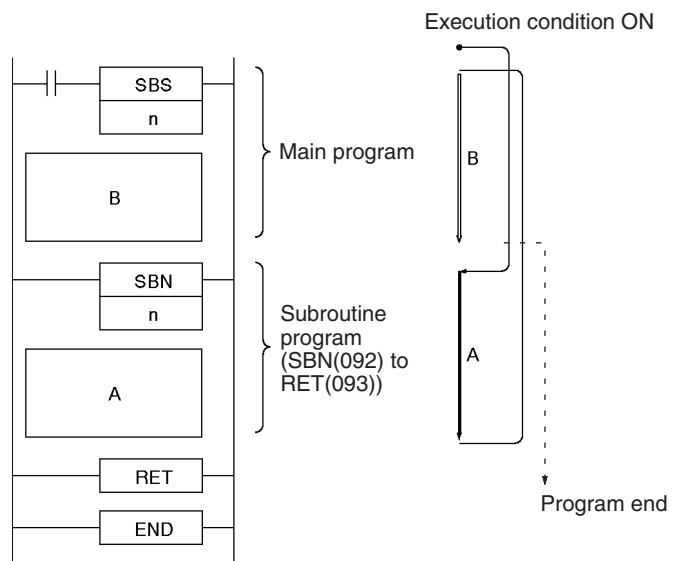 Execution condition ON
SBS
n
B
Main program
B
SBN
n
Subroutine
program
(SBN(092) to
RET(093))
A
A
RET
END
Program end